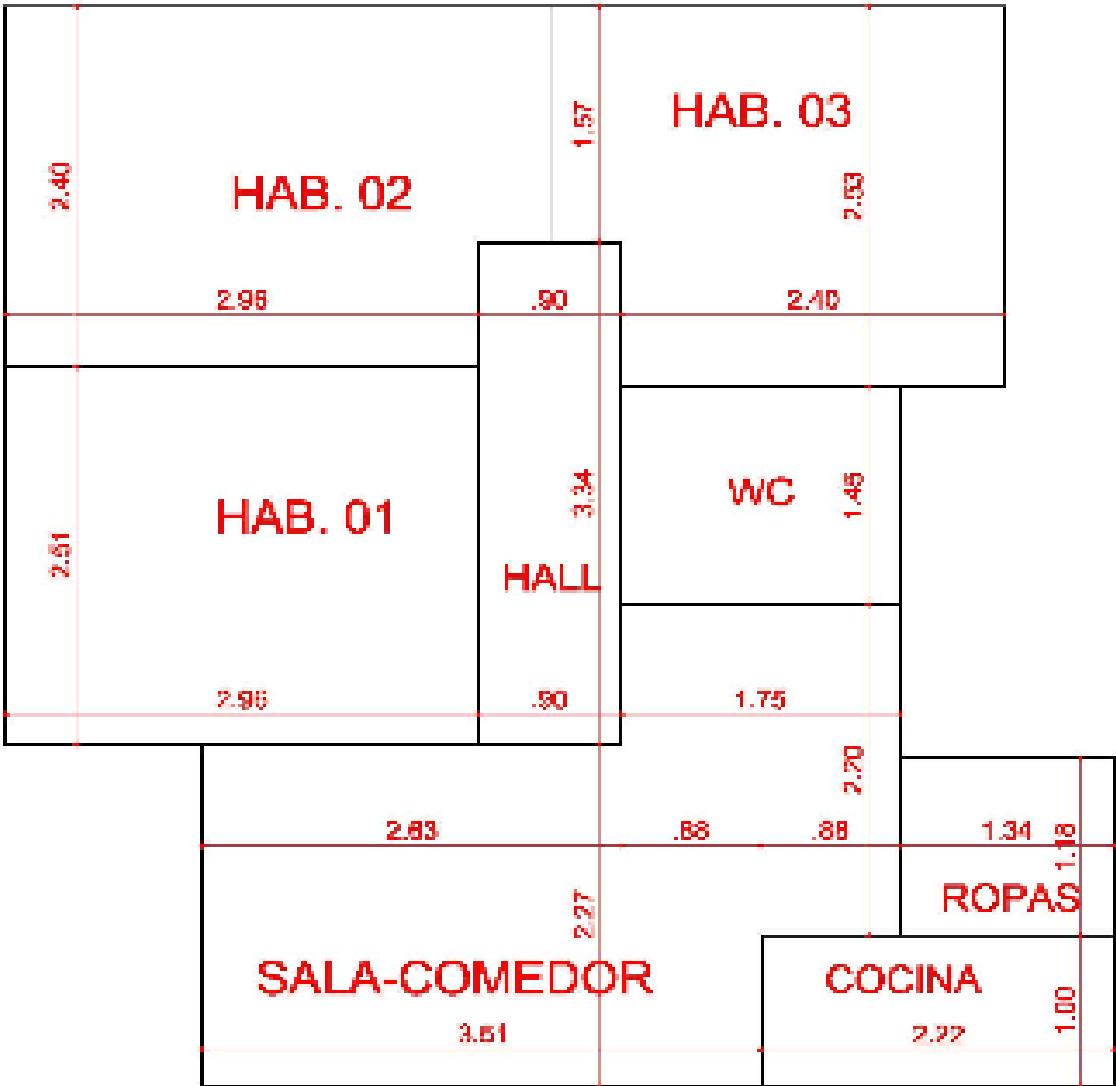 HAB. 03
1.57
2.40
2.53
HAB. 02
2.96
.90
2.40
3.34
1.45
WC
HAB. 01
2.51
HALL
2.96
.90
1.75
2.20
2.63
.88
.88
1.34
1.18
ROPAS
2.27
SALA-COMEDOR
COCINA
1.00
3.51
2.22